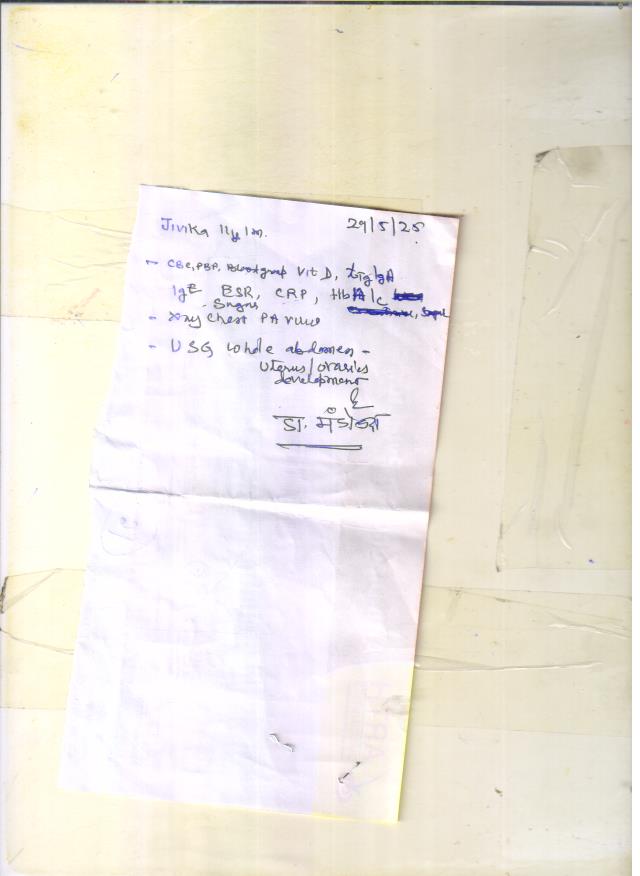 Jivika 11y/m. 29/5/25
- CBC, PBP, Bloodgroup Vit D, tTg IgA
IgE ESR, CRP, HbA1c
- Xray Chest PA view
- USG whole abdomen -
Uterus/ovaries
development
डा.